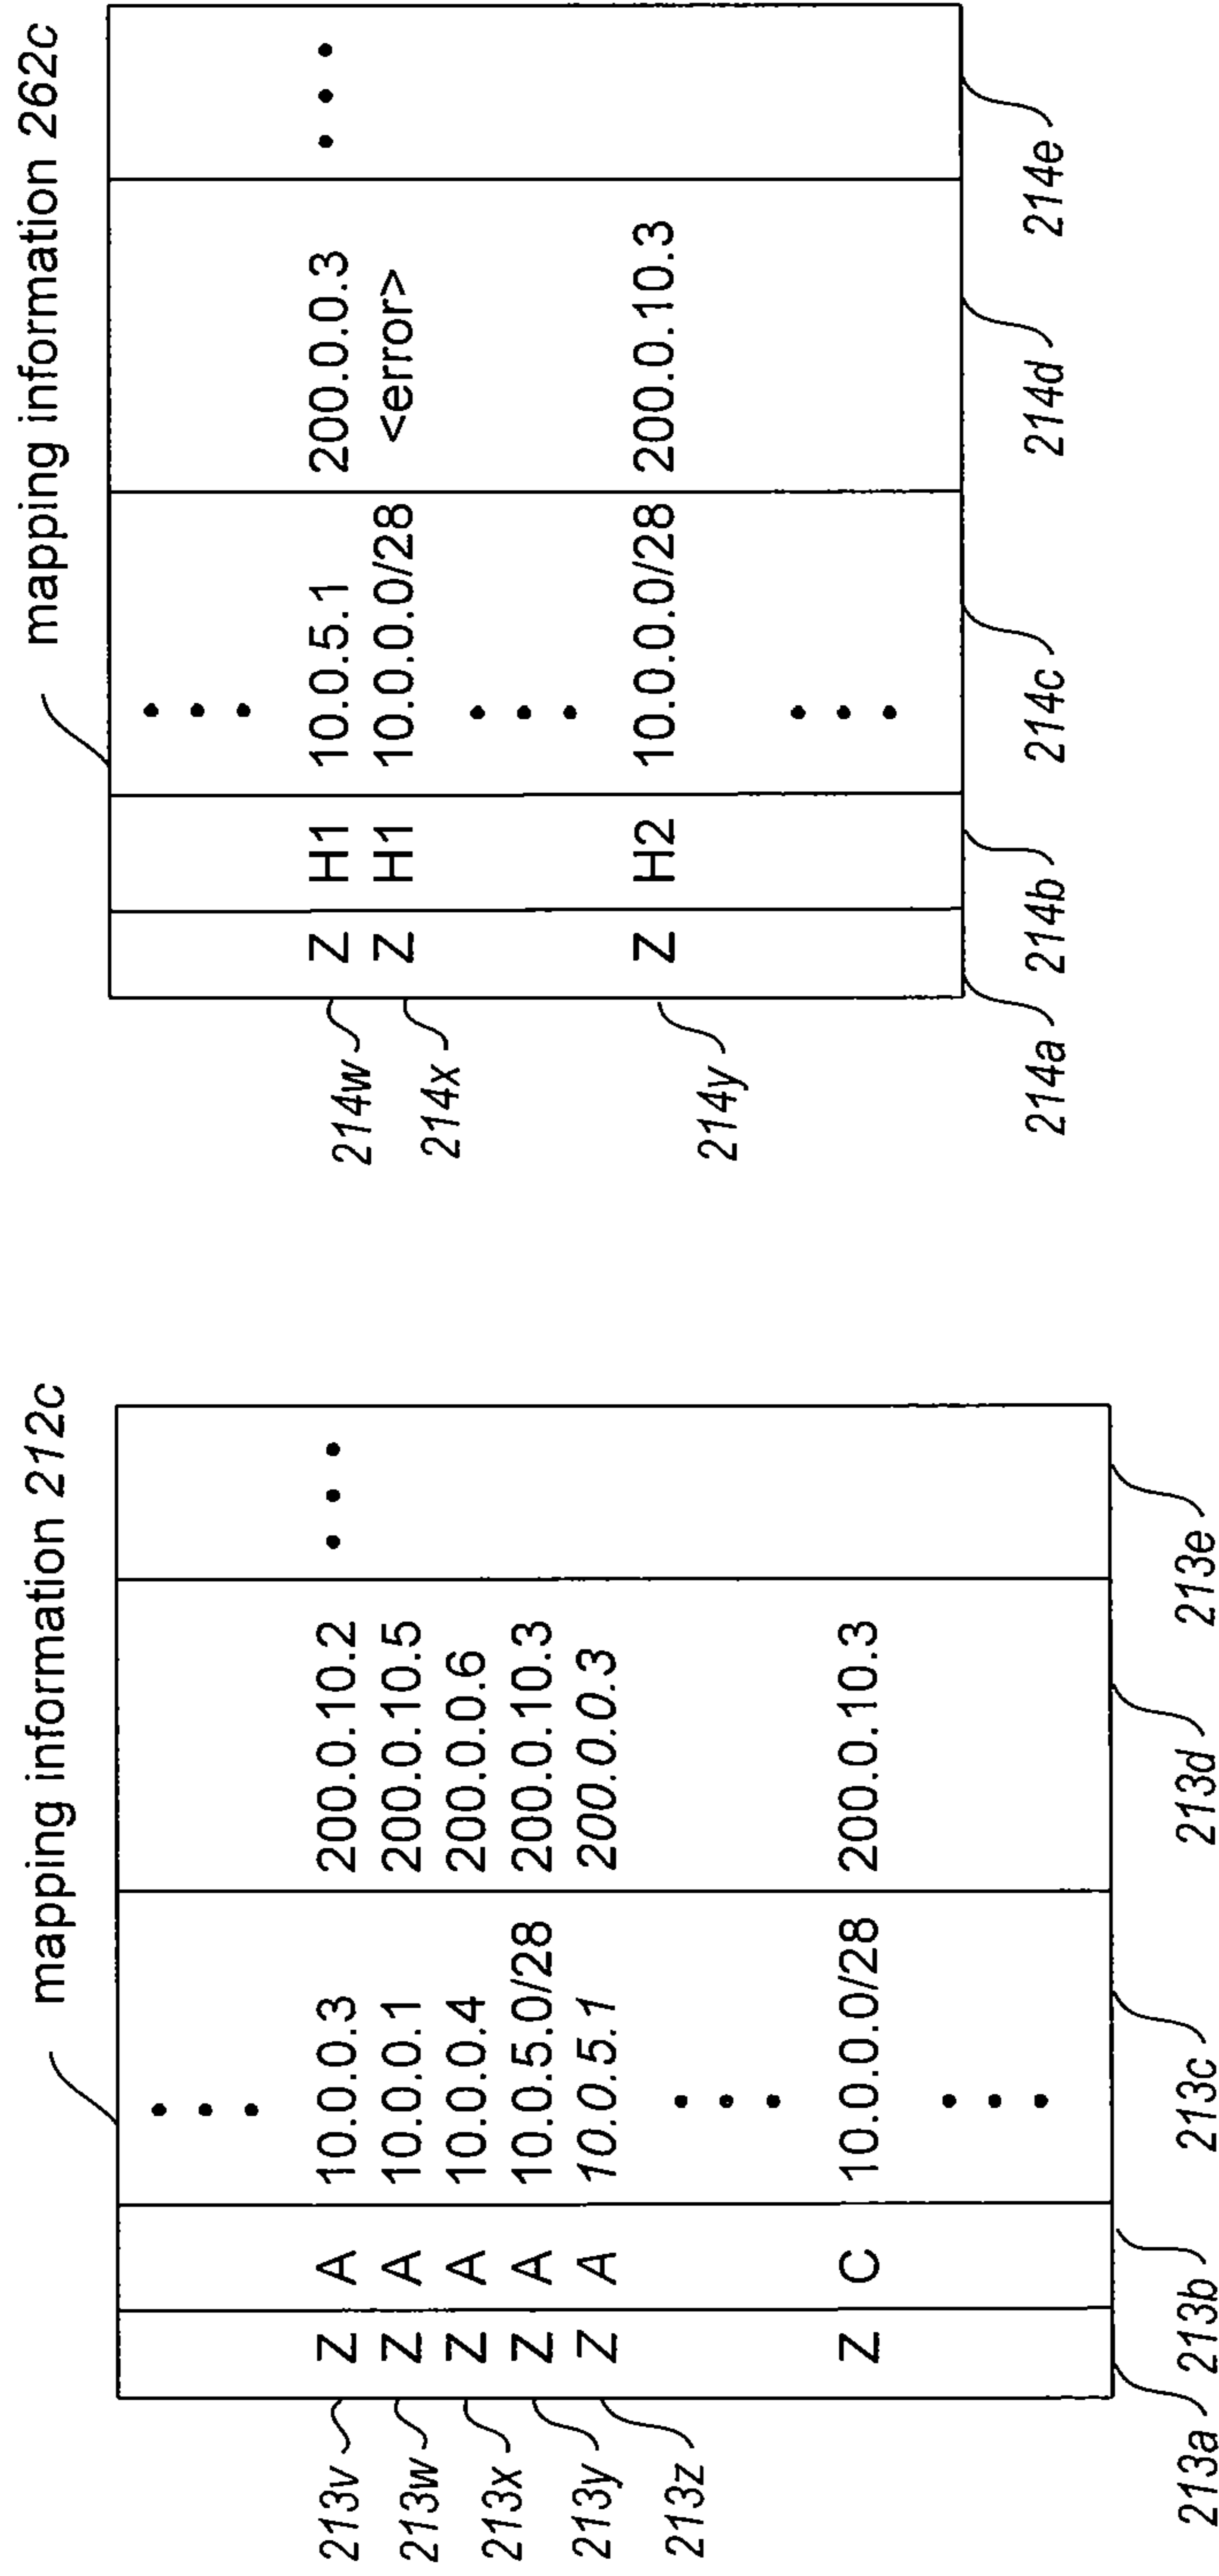 mapping information 212c
213v Z A 10.0.0.3 200.0.10.2 • • •
213w Z A 10.0.0.1 200.0.10.5
213x Z A 10.0.0.4 200.0.0.6
213y Z A 10.0.5.0/28 200.0.10.3
213z Z A 10.0.5.1 200.0.0.3
Z C 10.0.0.0/28 200.0.10.3
213a 213b 213c 213d 213e
mapping information 262c
214w Z H1 10.0.5.1 200.0.0.3 • • •
214x Z H1 10.0.0.0/28 <error>
214y Z H2 10.0.0.0/28 200.0.10.3
214a 214b 214c 214d 214e